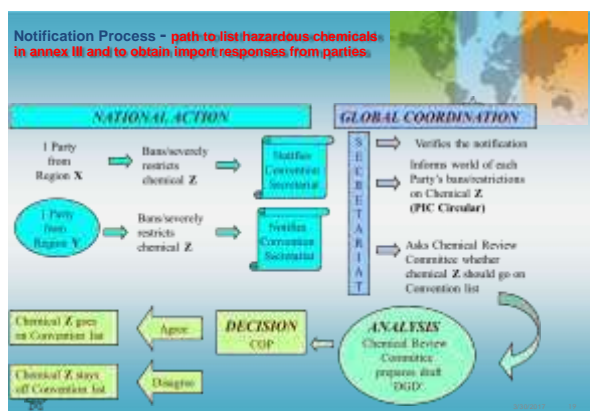 Notification Process - path to list hazardous chemicals
in annex III and to obtain import responses from parties
NATIONAL ACTION
GLOBAL COORDINATION
1 Party
from
Region X
Bans/severely
restricts
chemical Z
Notifies
Convention
Secretariat
1 Party
from
Region Y
Bans/severely
restricts
chemical Z
Notifies
Convention
Secretariat
SECRETARIAT
Verifies the notification
Informs world of each
Party's bans/restrictions
on Chemical Z
(PIC Circular)
Asks Chemical Review
Committee whether
chemical Z should go on
Convention list
ANALYSIS
Chemical Review
Committee
prepares draft
'DGD'
DECISION
COP
Agree
Chemical Z goes
on Convention list
Disagree
Chemical Z stays
off Convention list